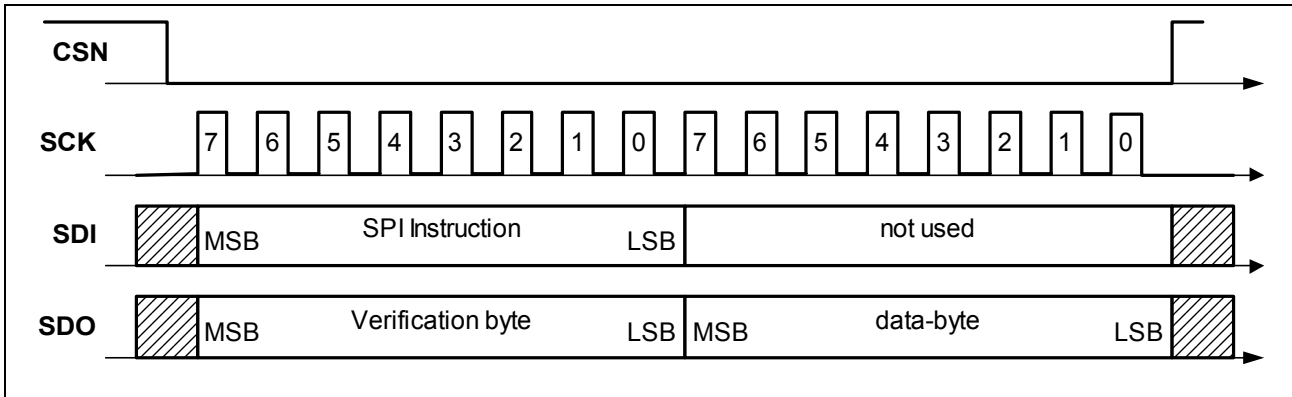 CSN
SCK 7 6 5 4 3 2 1 0 7 6 5 4 3 2 1 0
SDI MSB SPI Instruction LSB not used
SDO MSB Verification byte LSB MSB data-byte LSB